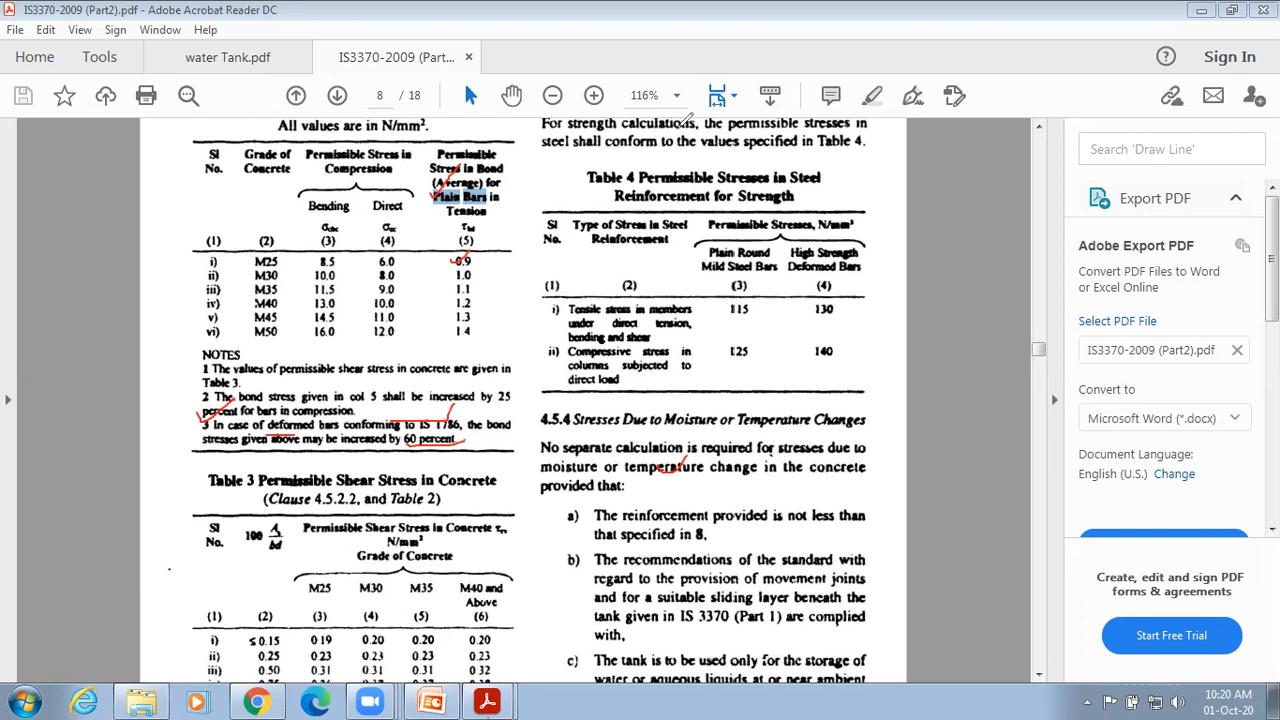 IS3370-2009 (Part2).pdf - Adobe Acrobat Reader DC
File Edit View Sign Window Help
Home Tools water Tank.pdf IS3370-2009 (Part... × Sign In
8 / 18 116%
All values are in N/mm².
Sl No. Grade of Concrete Permissible Stress in Compression Permissible Stress in Bond (Average) for Plain Bars in Tension
Bending Direct
σcbc σcc τbd
(1) (2) (3) (4) (5)
i) M25 8.5 6.0 0.9
ii) M30 10.0 8.0 1.0
iii) M35 11.5 9.0 1.1
iv) M40 13.0 10.0 1.2
v) M45 14.5 11.0 1.3
vi) M50 16.0 12.0 1.4
NOTES
1 The values of permissible shear stress in concrete are given in
Table 3.
2 The bond stress given in col 5 shall be increased by 25
percent for bars in compression.
3 In case of deformed bars conforming to IS 1786, the bond
stresses given above may be increased by 60 percent.
Table 3 Permissible Shear Stress in Concrete
(Clause 4.5.2.2, and Table 2)
Sl No. 100 As/bd Permissible Shear Stress in Concrete τv,
N/mm²
Grade of Concrete
M25 M30 M35 M40 and Above
(1) (2) (3) (4) (5) (6)
i) ≤ 0.15 0.19 0.20 0.20 0.20
ii) 0.25 0.23 0.23 0.23 0.23
iii) 0.50 0.31 0.31 0.31 0.32
For strength calculations, the permissible stresses in
steel shall conform to the values specified in Table 4.
Table 4 Permissible Stresses in Steel
Reinforcement for Strength
Sl No. Type of Stress in Steel Reinforcement Permissible Stresses, N/mm²
Plain Round Mild Steel Bars High Strength Deformed Bars
(1) (2) (3) (4)
i) Tensile stress in members 115 130
under direct tension,
bending and shear
ii) Compressive stress in 125 140
columns subjected to
direct load
4.5.4 Stresses Due to Moisture or Temperature Changes
No separate calculation is required for stresses due to
moisture or temperature change in the concrete
provided that:
a) The reinforcement provided is not less than
that specified in 8,
b) The recommendations of the standard with
regard to the provision of movement joints
and for a suitable sliding layer beneath the
tank given in IS 3370 (Part 1) are complied
with,
c) The tank is to be used only for the storage of
water or aqueous liquids at or near ambient
Search 'Draw Line'
Export PDF
Adobe Export PDF
Convert PDF Files to Word
or Excel Online
Select PDF File
IS3370-2009 (Part2).pdf
Convert to
Microsoft Word (*.docx)
Document Language:
English (U.S.) Change
Create, edit and sign PDF
forms & agreements
Start Free Trial
10:20 AM
01-Oct-20